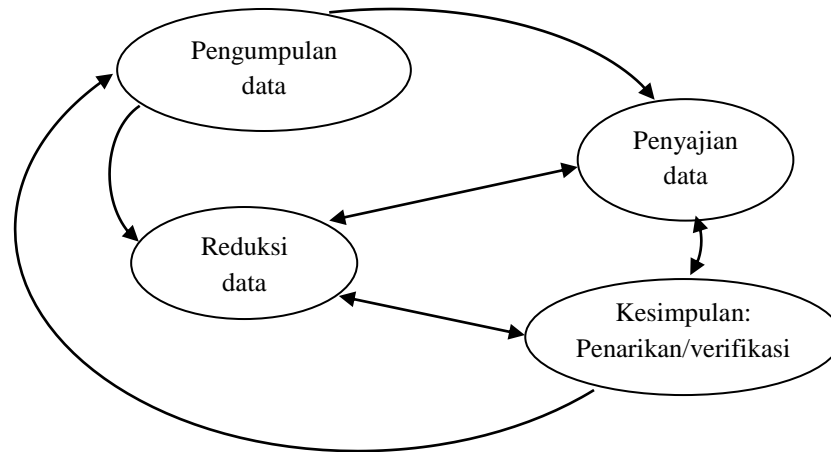 Pengumpulan
data
Penyajian
data
Reduksi
data
Kesimpulan:
Penarikan/verifikasi